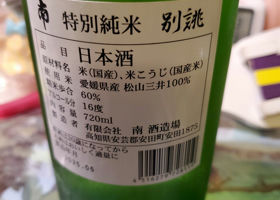 南 特別純米 別誂
品目 日本酒
原材料名 米(国産)、米こうじ(国産米)
使用米 愛媛県産 松山三井100%
精米歩合 60%
アルコール分 16度
内容量 720ml
製造者 有限会社 南 酒造場
高知県安芸郡安田町安田1875